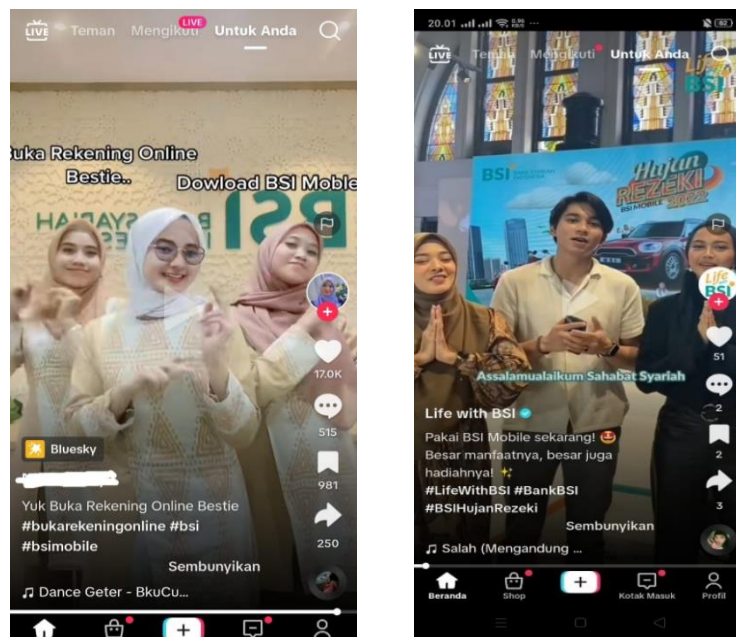 LIVE
Teman
Mengikuti
LIVE
Untuk Anda
Buka Rekening Online
Bestie..
Dowload BSI Moble
BSI
17.0K
515
981
250
Bluesky
Yuk Buka Rekening Online Bestie
#bukarekeningonline #bsi
#bsimobile
Sembunyikan
Dance Geter - BkuCu...
20.01
62
LIVE
Teman
Mengikuti
Untuk Anda
Life
BSI
BSI
Hujan
REZEKI
BSI MOBILE 2022
Life
BSI
Assalamualaikum Sahabat Syariah
51
2
2
3
Life with BSI
Pakai BSI Mobile sekarang!
Besar manfaatnya, besar juga
hadiahnya!
#LifeWithBSI #BankBSI
#BSIHujanRezeki
Sembunyikan
Salah (Mengandung ...
Beranda
Shop
Kotak Masuk
Profil